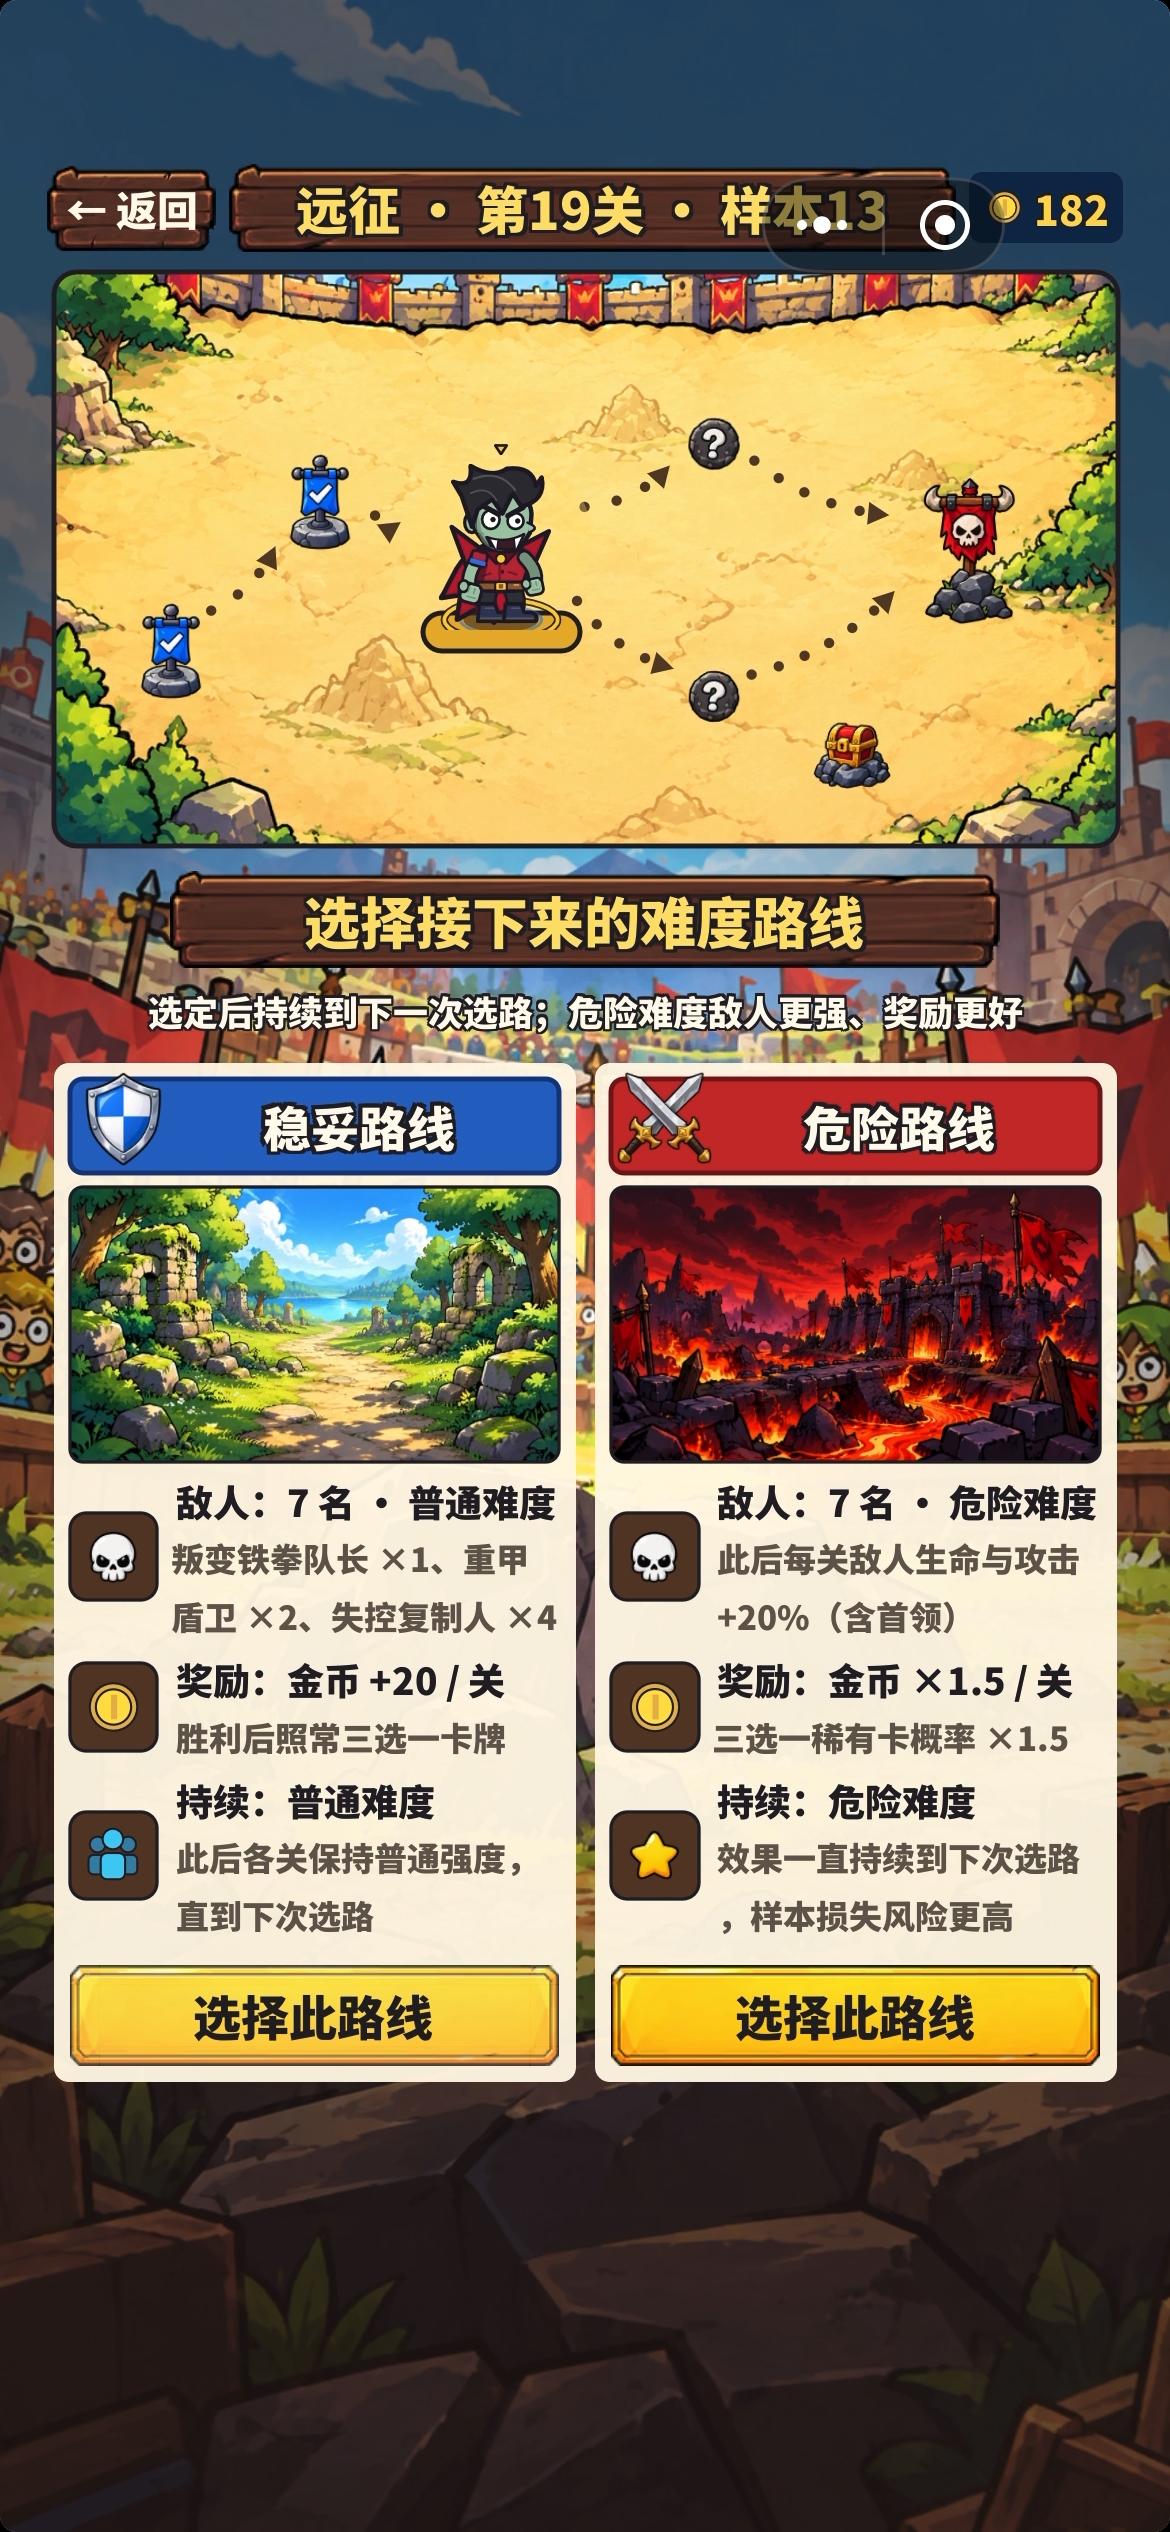 ← 返回
远征 · 第19关 · 样本13
182
选择接下来的难度路线
选定后持续到下一次选路；危险难度敌人更强、奖励更好
稳妥路线
敌人：7 名 · 普通难度
叛变铁拳队长 ×1、重甲
盾卫 ×2、失控复制人 ×4
奖励：金币 +20 / 关
胜利后照常三选一卡牌
持续：普通难度
此后各关保持普通强度，
直到下次选路
选择此路线
危险路线
敌人：7 名 · 危险难度
此后每关敌人生命与攻击
+20%（含首领）
奖励：金币 ×1.5 / 关
三选一稀有卡概率 ×1.5
持续：危险难度
效果一直持续到下次选路
，样本损失风险更高
选择此路线